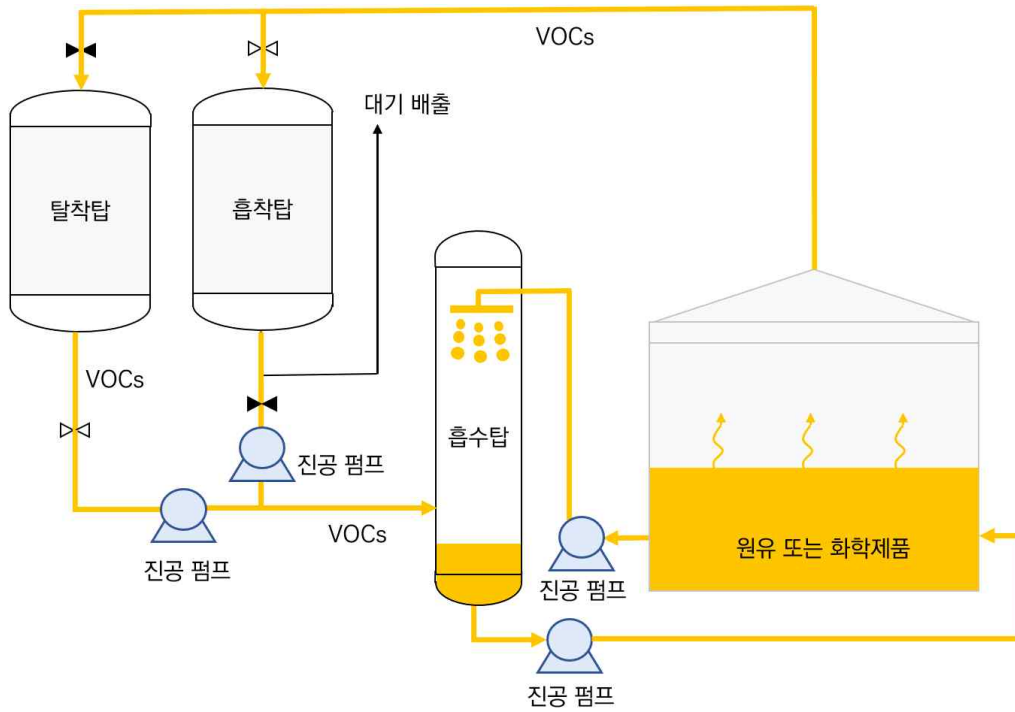 VOCs
대기 배출
탈착탑
흡착탑
VOCs
흡수탑
진공 펌프
VOCs
원유 또는 화학제품
진공 펌프
진공 펌프
진공 펌프